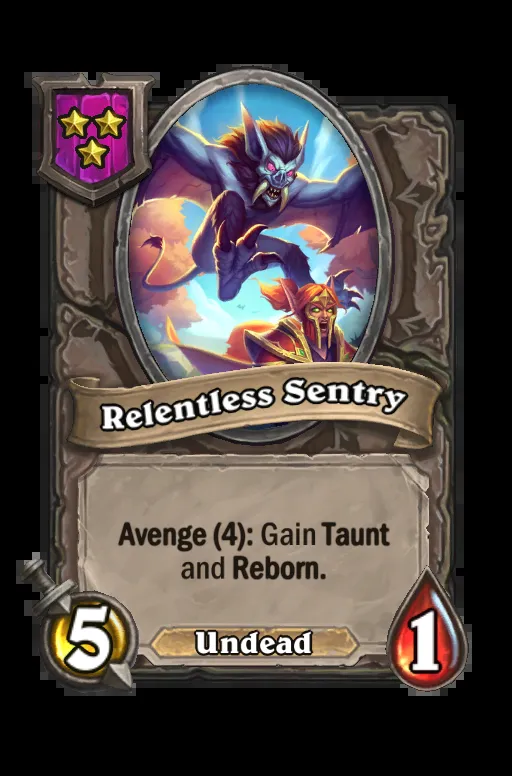 Relentless Sentry
Avenge (4): Gain Taunt
and Reborn.
5
Undead
1